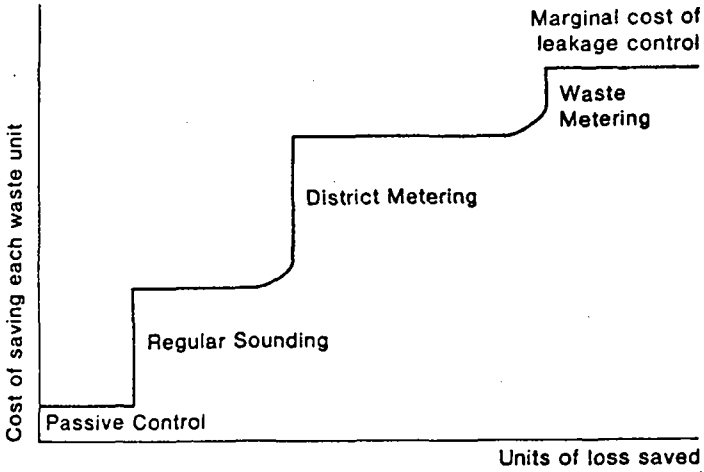 Marginal cost of
leakage control
Waste
Metering
District Metering
Regular Sounding
Passive Control
Cost of saving each waste unit
Units of loss saved